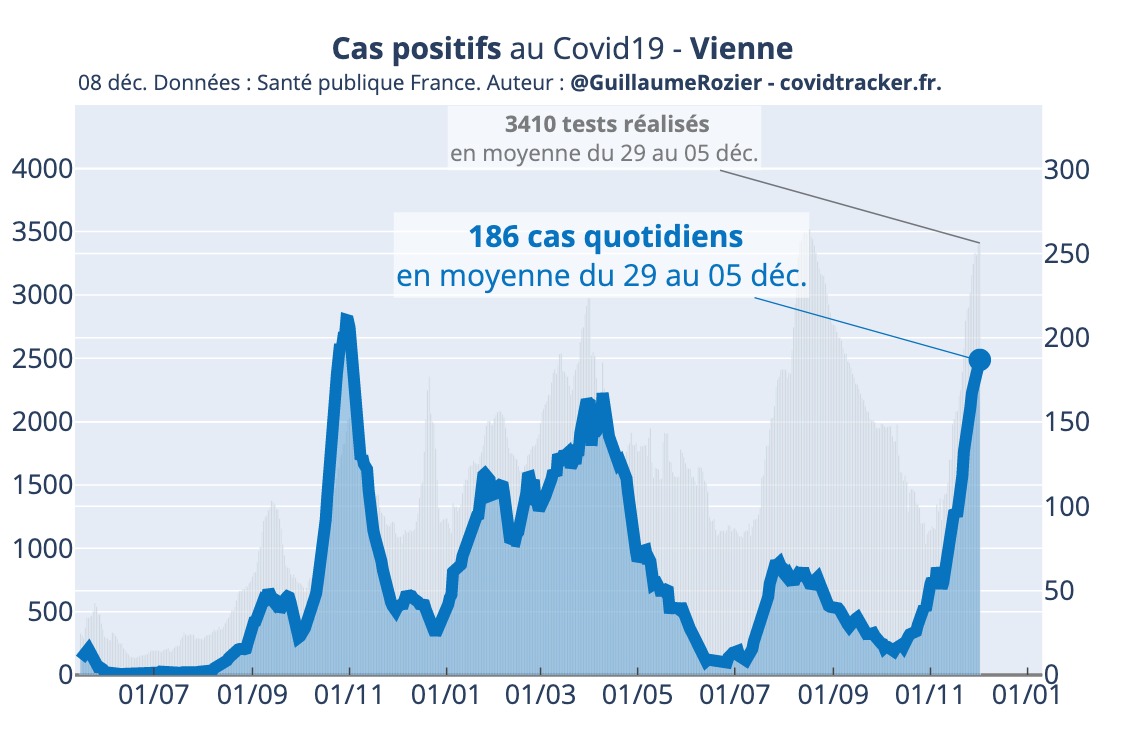 Cas positifs au Covid19 - Vienne
08 déc. Données : Santé publique France. Auteur : @GuillaumeRozier - covidtracker.fr.
3410 tests réalisés
en moyenne du 29 au 05 déc.
186 cas quotidiens
en moyenne du 29 au 05 déc.
4000
3500
3000
2500
2000
1500
1000
500
0
300
250
200
150
100
50
0
01/07 01/09 01/11 01/01 01/03 01/05 01/07 01/09 01/11 01/01